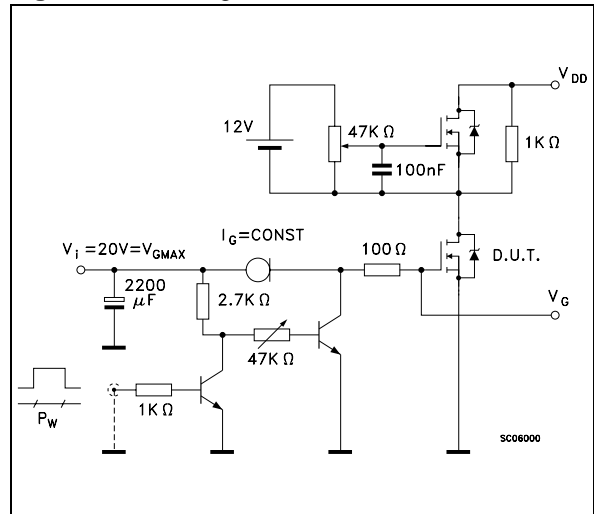 V_DD
12V
47K Ω
1K Ω
100nF
V_i =20V=V_GMAX
I_G=CONST
100 Ω
D.U.T.
2200
μF
2.7K Ω
V_G
47K Ω
1K Ω
P_W
SC06000